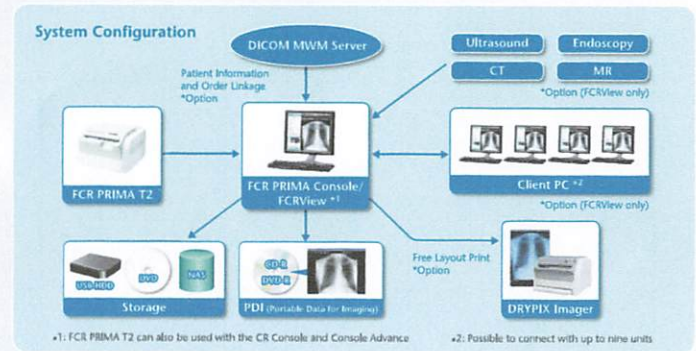 System Configuration
DICOM MWM Server
Ultrasound
Endoscopy
CT
MR
*Option (FCRView only)
Patient Information
and Order Linkage
*Option
FCR PRIMA T2
FCR PRIMA Console/
FCRView *1
Client PC *2
*Option (FCRView only)
USB-HDD
DVD
NAS
Storage
CD-R
DVD-R
PDI (Portable Data for Imaging)
Free Layout Print
*Option
DRYPIX Imager
*1: FCR PRIMA T2 can also be used with the CR Console and Console Advance
*2: Possible to connect with up to nine units